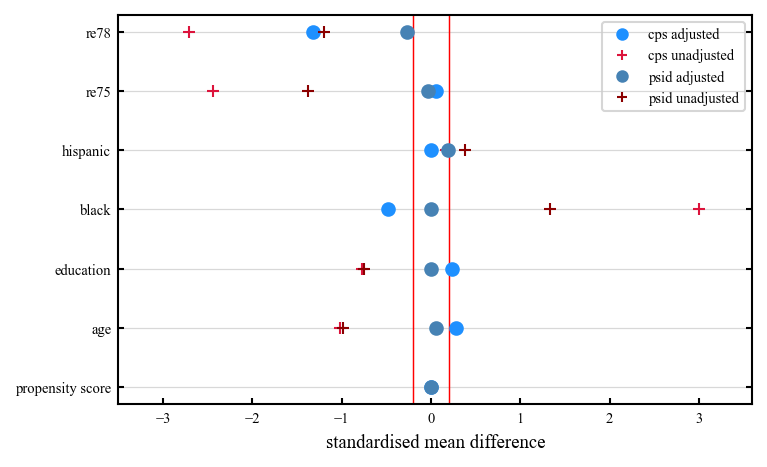 re78
re75
hispanic
black
education
age
propensity score
cps adjusted
cps unadjusted
psid adjusted
psid unadjusted
−3 −2 −1 0 1 2 3
standardised mean difference